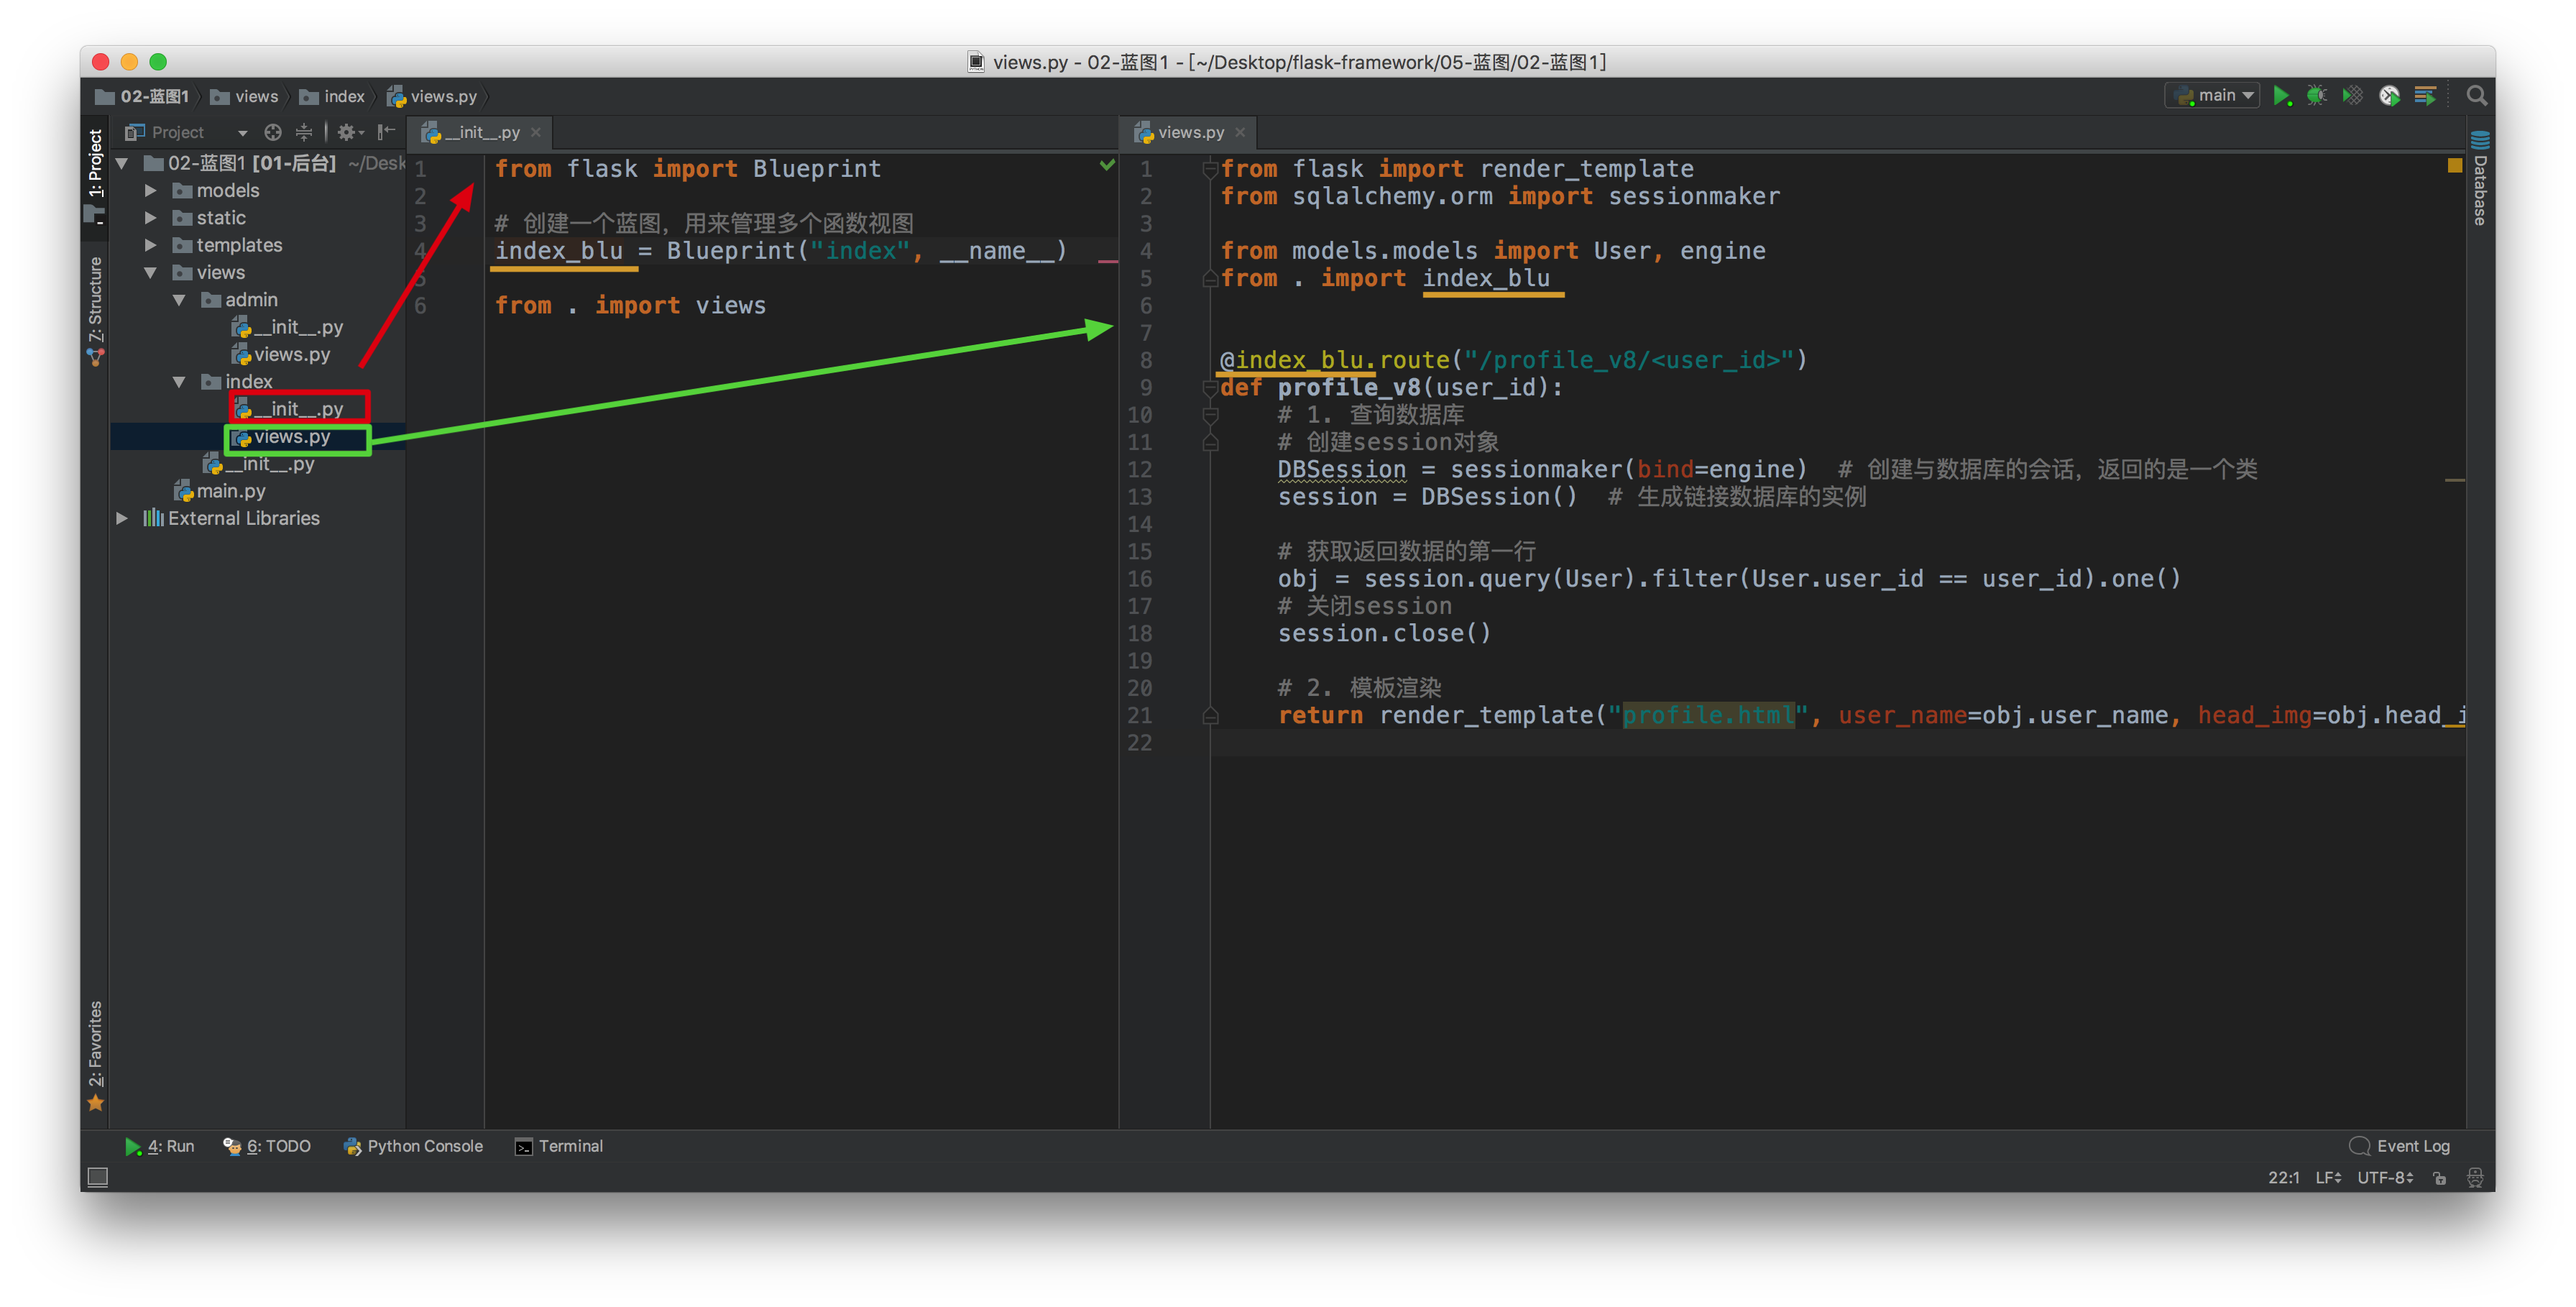 views.py - 02-蓝图1 - [~/Desktop/flask-framework/05-蓝图/02-蓝图1]
02-蓝图1 views index views.py
main
Project
__init__.py
views.py
1: Project
7: Structure
2: Favorites
Database
02-蓝图1 [01-后台] ~/Desk
models
static
templates
views
admin
__init__.py
views.py
index
__init__.py
views.py
__init__.py
main.py
External Libraries
1 from flask import Blueprint
2
3 # 创建一个蓝图，用来管理多个函数视图
4 index_blu = Blueprint("index", __name__)
5
6 from . import views
1 from flask import render_template
2 from sqlalchemy.orm import sessionmaker
3
4 from models.models import User, engine
5 from . import index_blu
6
7
8 @index_blu.route("/profile_v8/<user_id>")
9 def profile_v8(user_id):
10 # 1. 查询数据库
11 # 创建session对象
12 DBSession = sessionmaker(bind=engine) # 创建与数据库的会话，返回的是一个类
13 session = DBSession() # 生成链接数据库的实例
14
15 # 获取返回数据的第一行
16 obj = session.query(User).filter(User.user_id == user_id).one()
17 # 关闭session
18 session.close()
19
20 # 2. 模板渲染
21 return render_template("profile.html", user_name=obj.user_name, head_img=obj.head_i
22
4: Run 6: TODO Python Console Terminal
Event Log
22:1 LF UTF-8